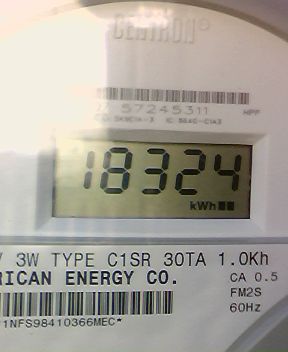 CENTRON
57245311 HPF
18324
kWh
3W TYPE C1SR 30TA 1.0Kh
RICAN ENERGY CO. CA 0.5
FM2S
60Hz
1NFS98410366MEC*